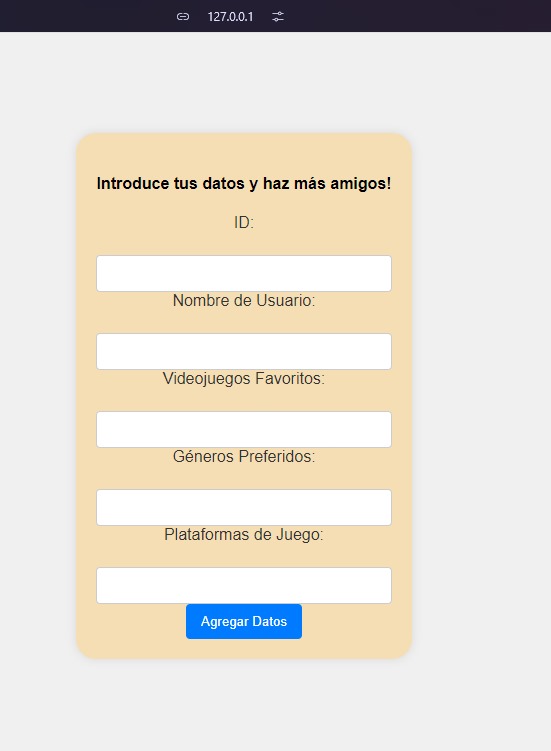 127.0.0.1
Introduce tus datos y haz más amigos!
ID:
Nombre de Usuario:
Videojuegos Favoritos:
Géneros Preferidos:
Plataformas de Juego:
Agregar Datos